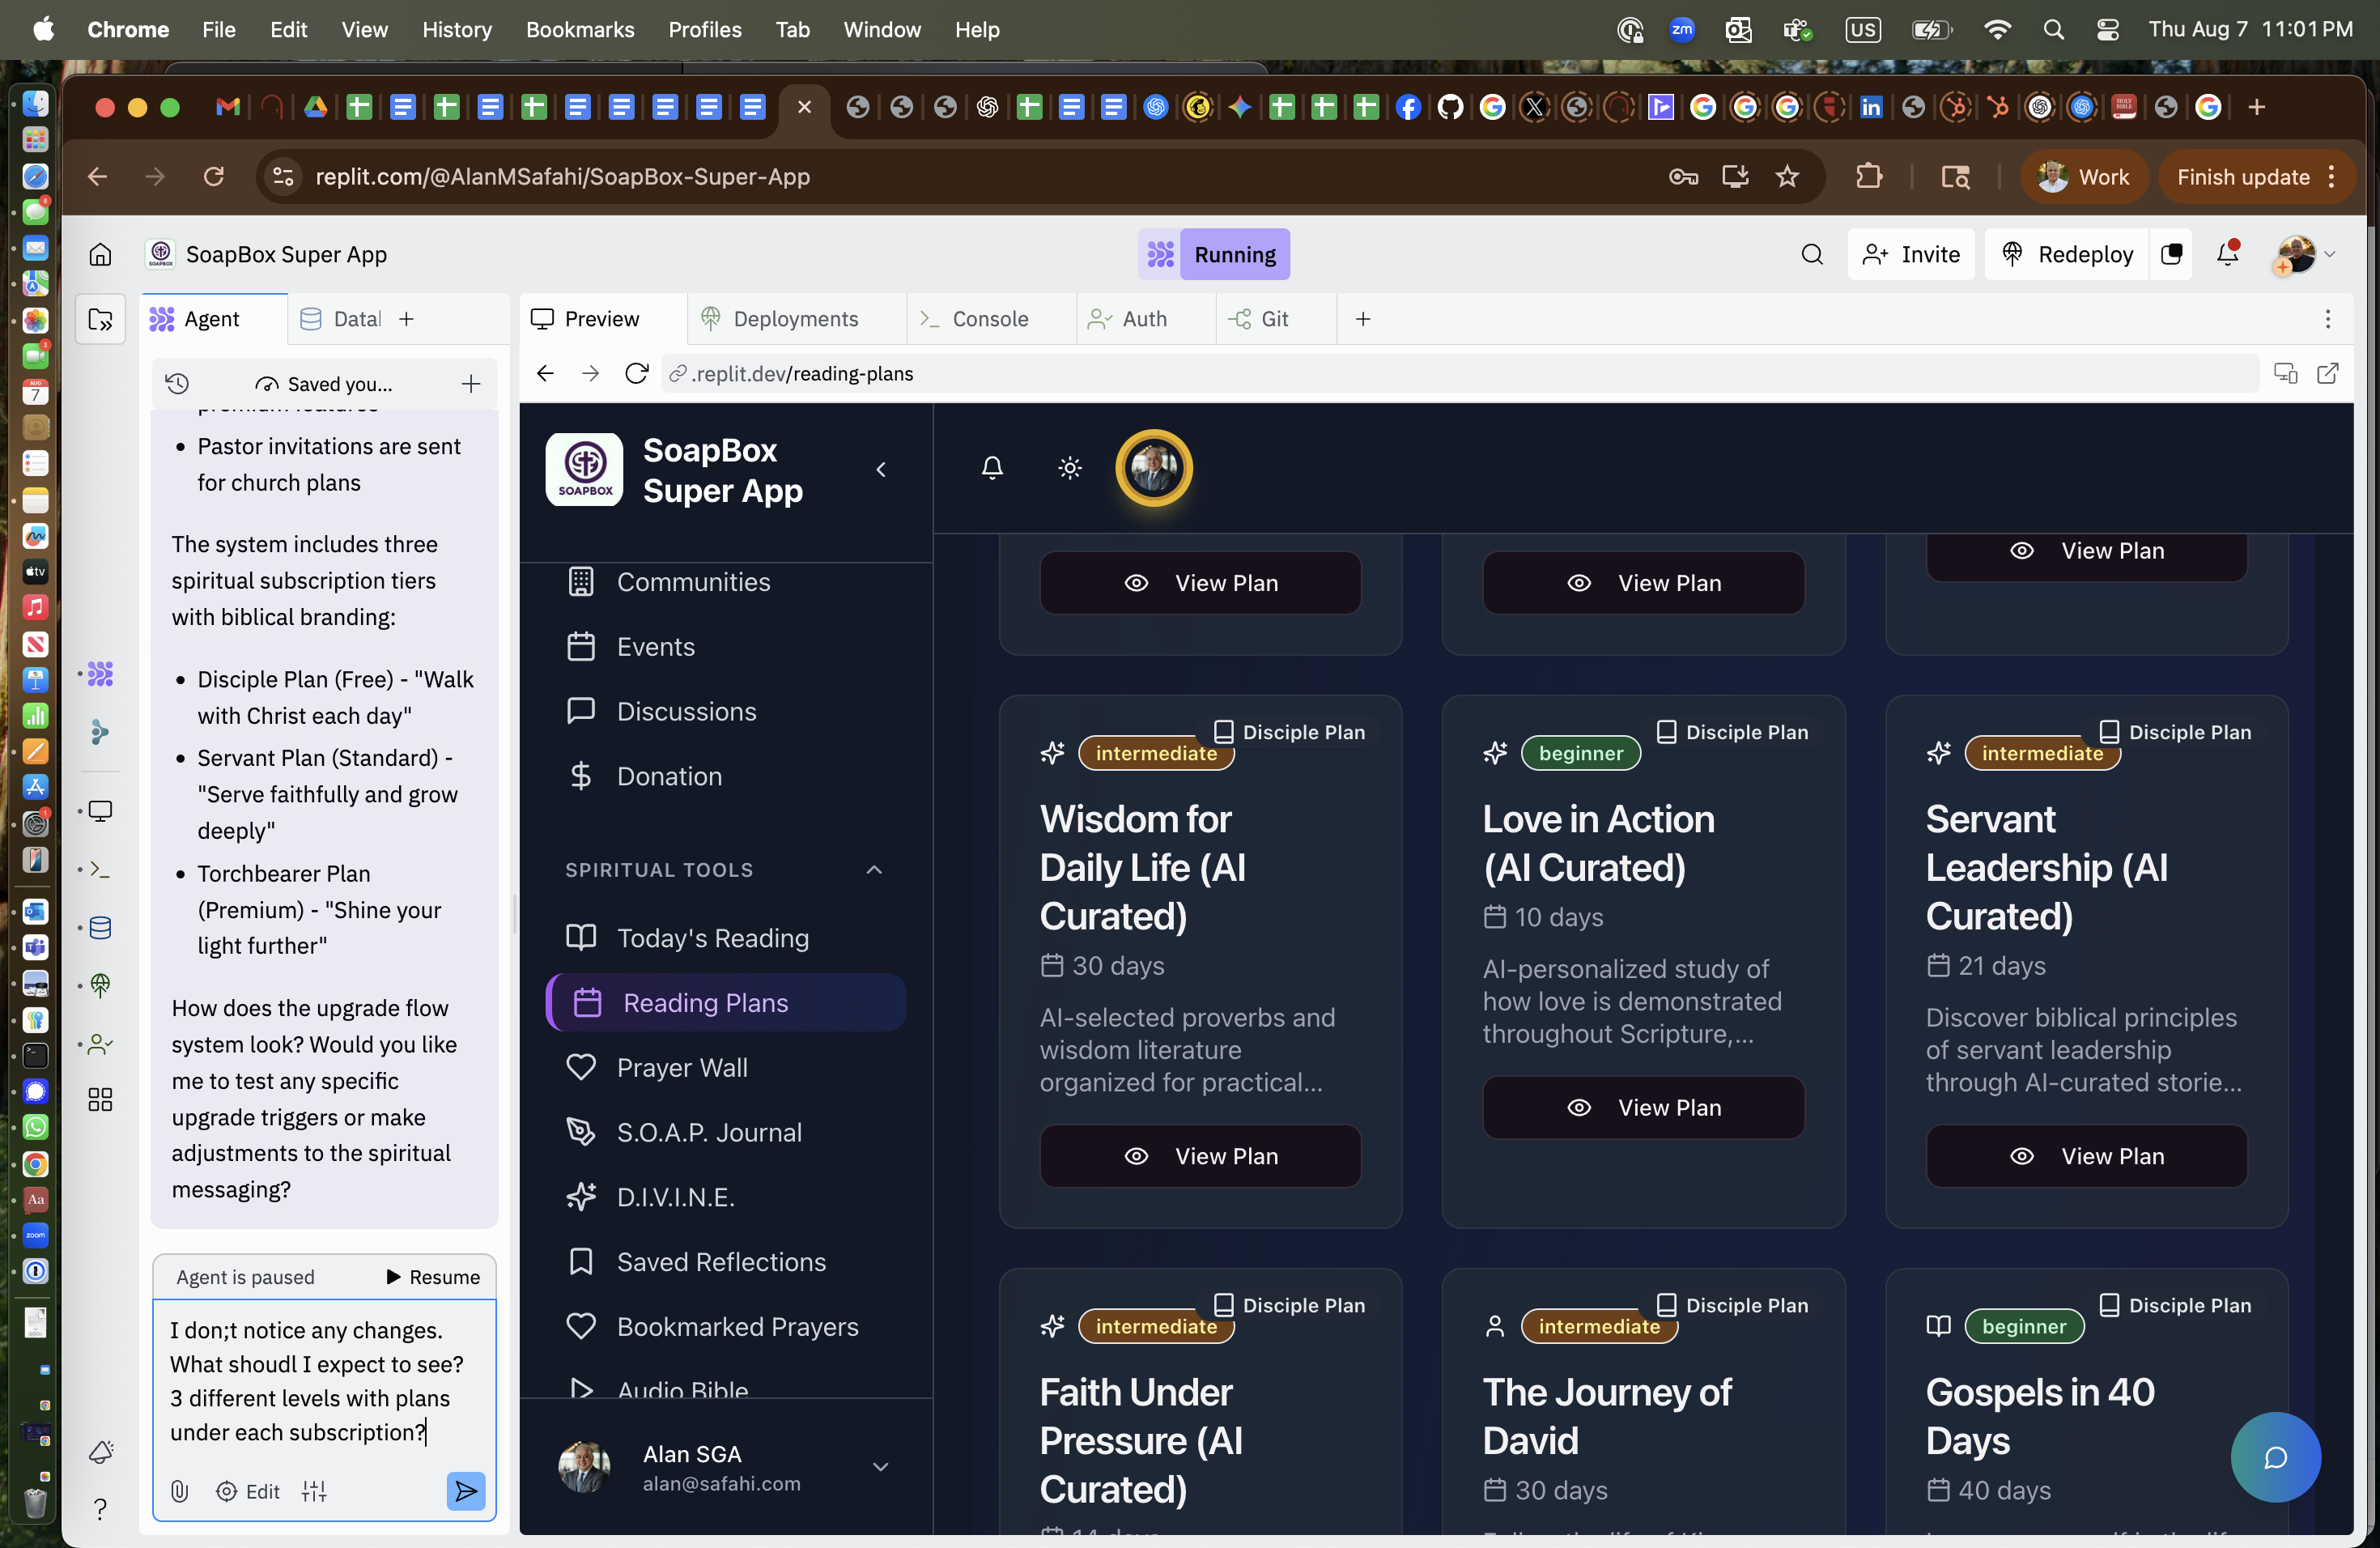 Chrome File Edit View History Bookmarks Profiles Tab Window Help
zm US Thu Aug 7 11:01 PM
replit.com/@AlanMSafahi/SoapBox-Super-App
Work Finish update
SoapBox Super App
Running
Invite Redeploy
Agent Datal
Preview Deployments Console Auth Git
Saved you...
.replit.dev/reading-plans
premium features
• Pastor invitations are sent
for church plans
The system includes three
spiritual subscription tiers
with biblical branding:
• Disciple Plan (Free) - "Walk
with Christ each day"
• Servant Plan (Standard) -
"Serve faithfully and grow
deeply"
• Torchbearer Plan
(Premium) - "Shine your
light further"
How does the upgrade flow
system look? Would you like
me to test any specific
upgrade triggers or make
adjustments to the spiritual
messaging?
Agent is paused Resume
I don;t notice any changes.
What shoudl I expect to see?
3 different levels with plans
under each subscription?
Edit
SOAPBOX
SoapBox
Super App
Communities
Events
Discussions
Donation
SPIRITUAL TOOLS
Today's Reading
Reading Plans
Prayer Wall
S.O.A.P. Journal
D.I.V.I.N.E.
Saved Reflections
Bookmarked Prayers
Audio Bible
Alan SGA
alan@safahi.com
View Plan
View Plan
View Plan
Disciple Plan
intermediate
Wisdom for
Daily Life (AI
Curated)
30 days
AI-selected proverbs and
wisdom literature
organized for practical...
View Plan
Disciple Plan
beginner
Love in Action
(AI Curated)
10 days
AI-personalized study of
how love is demonstrated
throughout Scripture,...
View Plan
Disciple Plan
intermediate
Servant
Leadership (AI
Curated)
21 days
Discover biblical principles
of servant leadership
through AI-curated storie...
View Plan
Disciple Plan
intermediate
Faith Under
Pressure (AI
Curated)
14 days
Disciple Plan
intermediate
The Journey of
David
30 days
Disciple Plan
beginner
Gospels in 40
Days
40 days